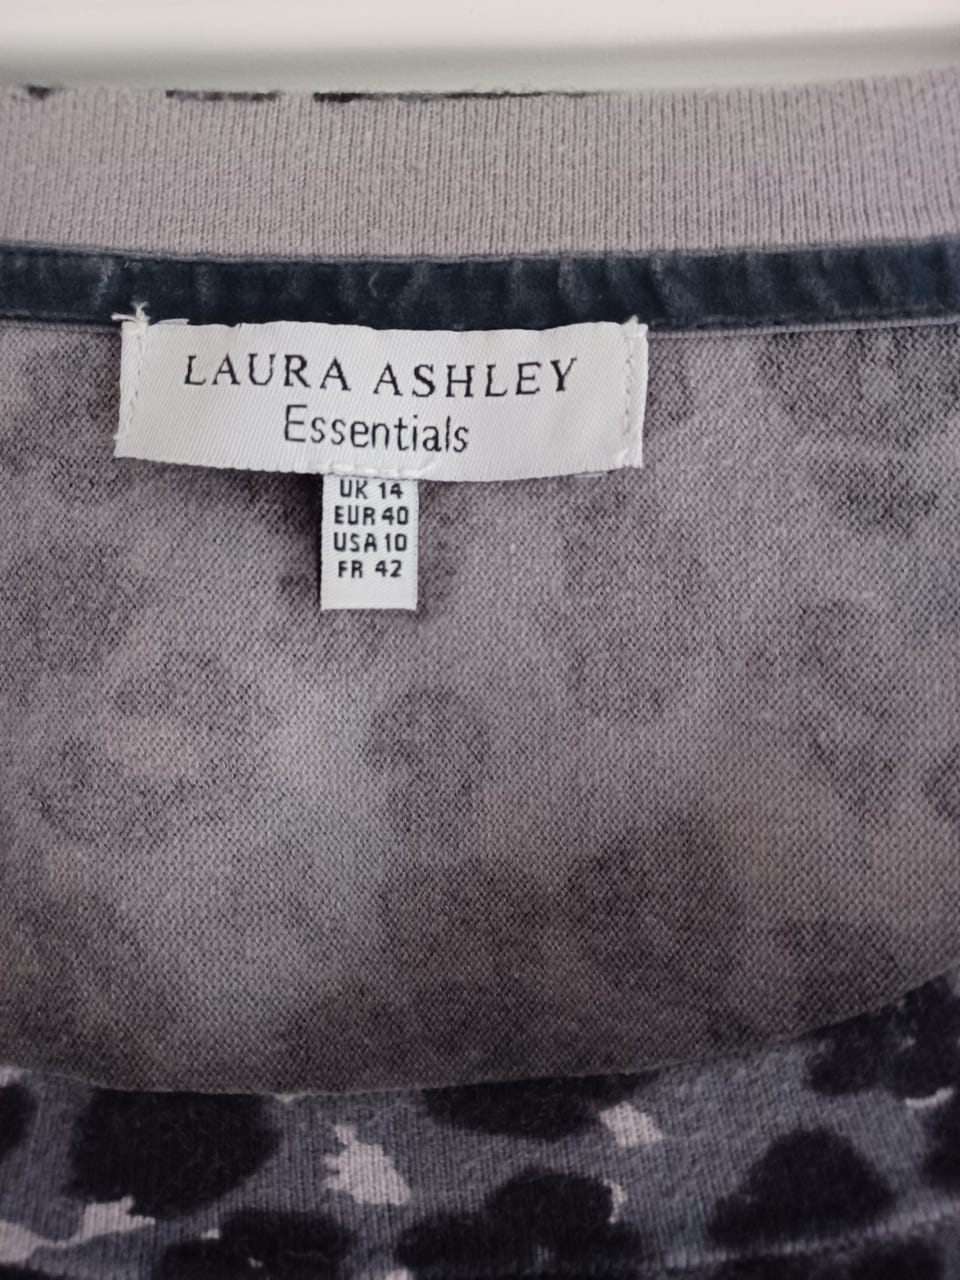 LAURA ASHLEY
Essentials
UK 14
EUR 40
USA 10
FR 42